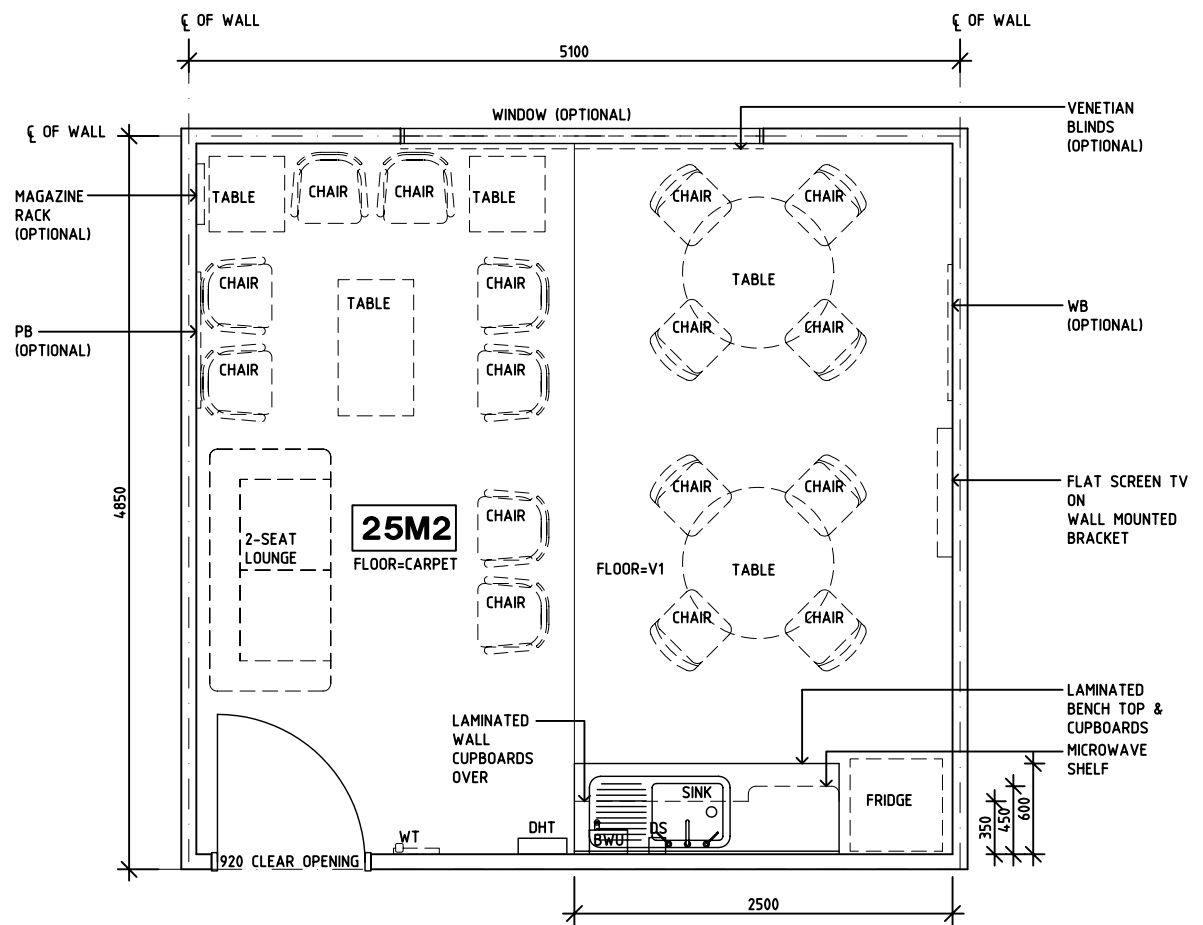 ℄ OF WALL
℄ OF WALL
5100
WINDOW (OPTIONAL)
VENETIAN
BLINDS
(OPTIONAL)
℄ OF WALL
MAGAZINE
RACK
(OPTIONAL)
TABLE
CHAIR
CHAIR
TABLE
CHAIR
CHAIR
CHAIR
TABLE
CHAIR
TABLE
WB
(OPTIONAL)
PB
(OPTIONAL)
CHAIR
CHAIR
CHAIR
CHAIR
4850
CHAIR
CHAIR
FLAT SCREEN TV
ON
WALL MOUNTED
BRACKET
2-SEAT
LOUNGE
25M2
FLOOR=CARPET
CHAIR
FLOOR=V1
TABLE
CHAIR
CHAIR
CHAIR
LAMINATED
WALL
CUPBOARDS
OVER
LAMINATED
BENCH TOP &
CUPBOARDS
MICROWAVE
SHELF
SINK
FRIDGE
350
450
600
WT
DHT
BWU
DS
920 CLEAR OPENING
2500